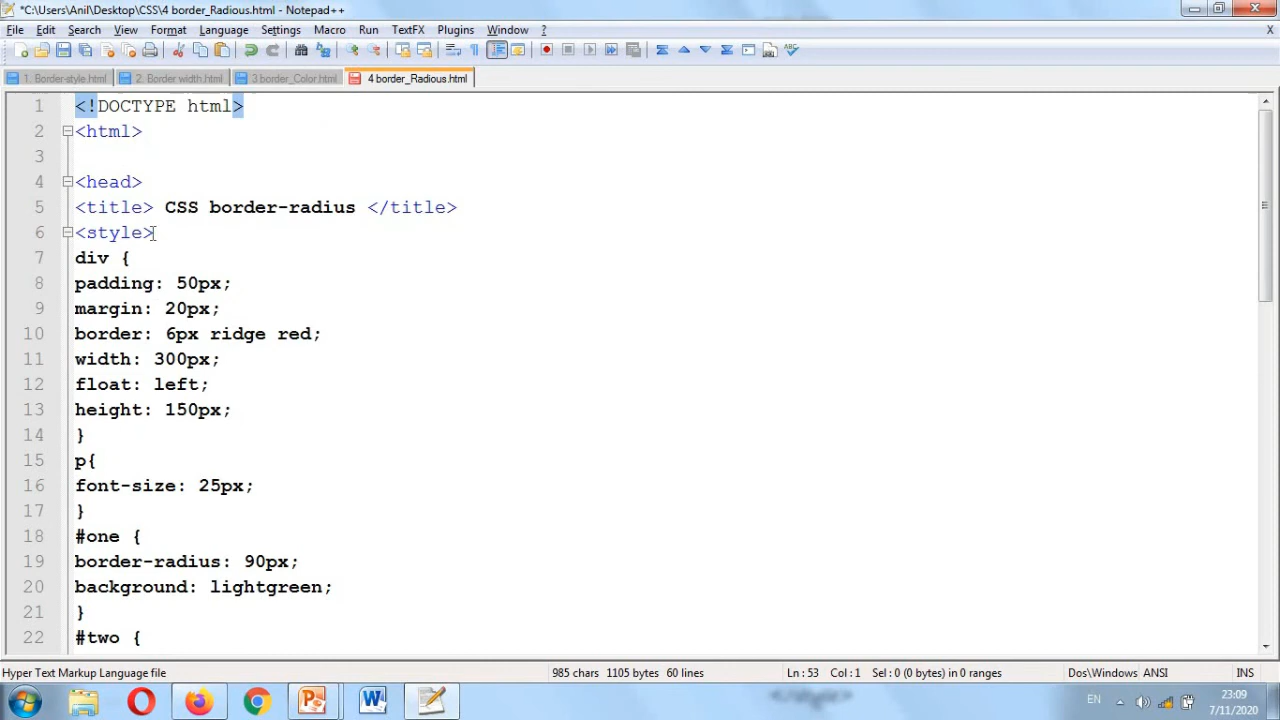 *C:\Users\Anil\Desktop\CSS\4 border_Radious.html - Notepad++
File Edit Search View Format Language Settings Macro Run TextFX Plugins Window ? X
1. Border-style.html 2. Border width.html 3 border_Color.html 4 border_Radious.html
1 <!DOCTYPE html>
2 <html>
3
4 <head>
5 <title> CSS border-radius </title>
6 <style>
7 div {
8 padding: 50px;
9 margin: 20px;
10 border: 6px ridge red;
11 width: 300px;
12 float: left;
13 height: 150px;
14 }
15 p{
16 font-size: 25px;
17 }
18 #one {
19 border-radius: 90px;
20 background: lightgreen;
21 }
22 #two {
Hyper Text Markup Language file 985 chars 1105 bytes 60 lines Ln : 53 Col : 1 Sel : 0 (0 bytes) in 0 ranges Dos\Windows ANSI INS
</style>
EN 23:09
7/11/2020